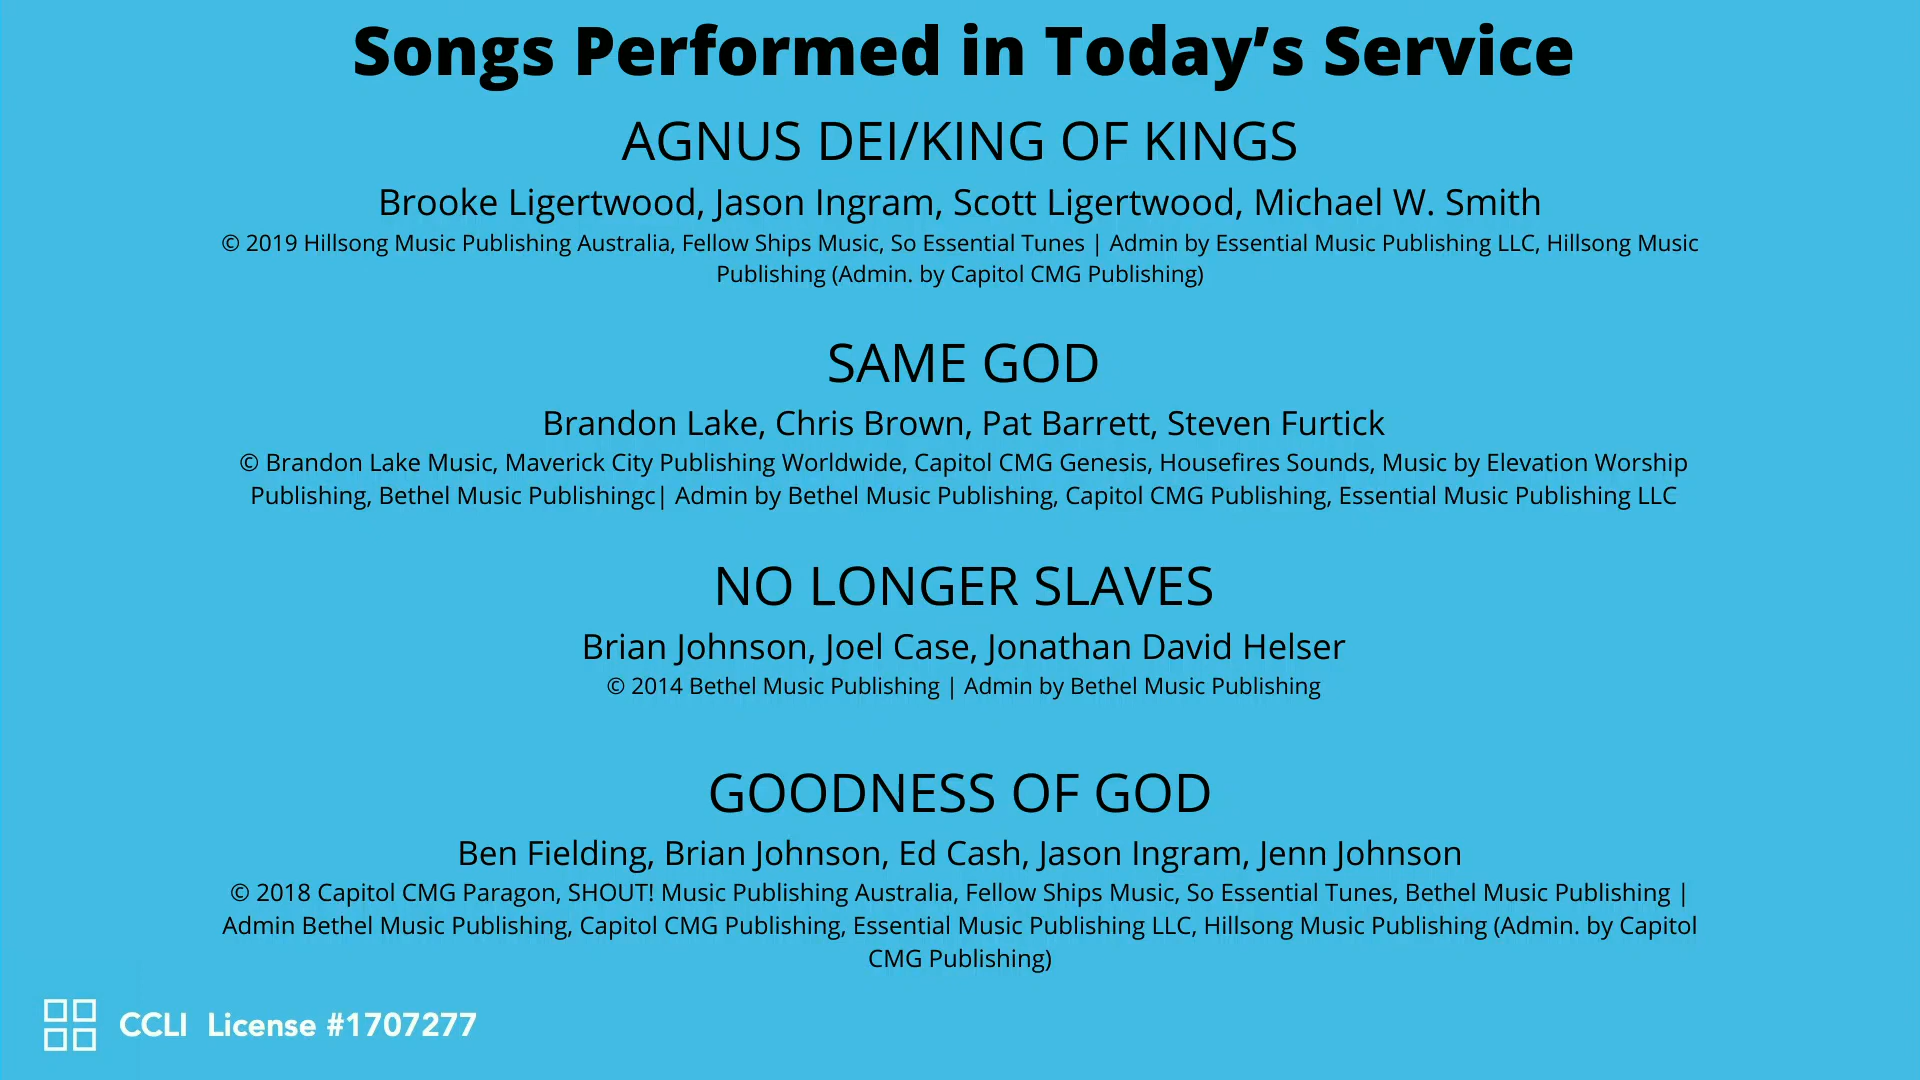 Songs Performed in Today’s Service
AGNUS DEI/KING OF KINGS
Brooke Ligertwood, Jason Ingram, Scott Ligertwood, Michael W. Smith
© 2019 Hillsong Music Publishing Australia, Fellow Ships Music, So Essential Tunes | Admin by Essential Music Publishing LLC, Hillsong Music
Publishing (Admin. by Capitol CMG Publishing)
SAME GOD
Brandon Lake, Chris Brown, Pat Barrett, Steven Furtick
© Brandon Lake Music, Maverick City Publishing Worldwide, Capitol CMG Genesis, Housefires Sounds, Music by Elevation Worship
Publishing, Bethel Music Publishingc| Admin by Bethel Music Publishing, Capitol CMG Publishing, Essential Music Publishing LLC
NO LONGER SLAVES
Brian Johnson, Joel Case, Jonathan David Helser
© 2014 Bethel Music Publishing | Admin by Bethel Music Publishing
GOODNESS OF GOD
Ben Fielding, Brian Johnson, Ed Cash, Jason Ingram, Jenn Johnson
© 2018 Capitol CMG Paragon, SHOUT! Music Publishing Australia, Fellow Ships Music, So Essential Tunes, Bethel Music Publishing |
Admin Bethel Music Publishing, Capitol CMG Publishing, Essential Music Publishing LLC, Hillsong Music Publishing (Admin. by Capitol
CMG Publishing)
CCLI License #1707277